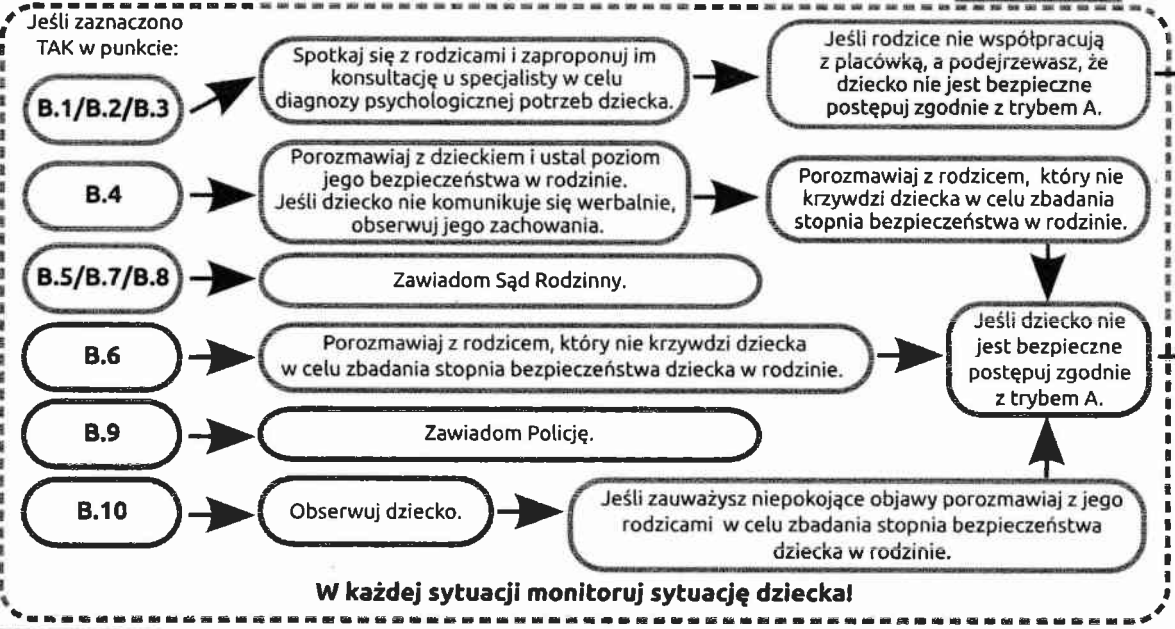 Jeśli zaznaczono
TAK w punkcie:
B.1/B.2/B.3
Spotkaj się z rodzicami i zaproponuj im
konsultację u specjalisty w celu
diagnozy psychologicznej potrzeb dziecka.
Jeśli rodzice nie współpracują
z placówką, a podejrzewasz, że
dziecko nie jest bezpieczne
postępuj zgodnie z trybem A.
B.4
Porozmawiaj z dzieckiem i ustal poziom
jego bezpieczeństwa w rodzinie.
Jeśli dziecko nie komunikuje się werbalnie,
obserwuj jego zachowania.
Porozmawiaj z rodzicem, który nie
krzywdzi dziecka w celu zbadania
stopnia bezpieczeństwa w rodzinie.
B.5/B.7/B.8
Zawiadom Sąd Rodzinny.
B.6
Porozmawiaj z rodzicem, który nie krzywdzi dziecka
w celu zbadania stopnia bezpieczeństwa dziecka w rodzinie.
Jeśli dziecko nie
jest bezpieczne
postępuj zgodnie
z trybem A.
B.9
Zawiadom Policję.
B.10
Obserwuj dziecko.
Jeśli zauważysz niepokojące objawy porozmawiaj z jego
rodzicami w celu zbadania stopnia bezpieczeństwa
dziecka w rodzinie.
W każdej sytuacji monitoruj sytuację dziecka!